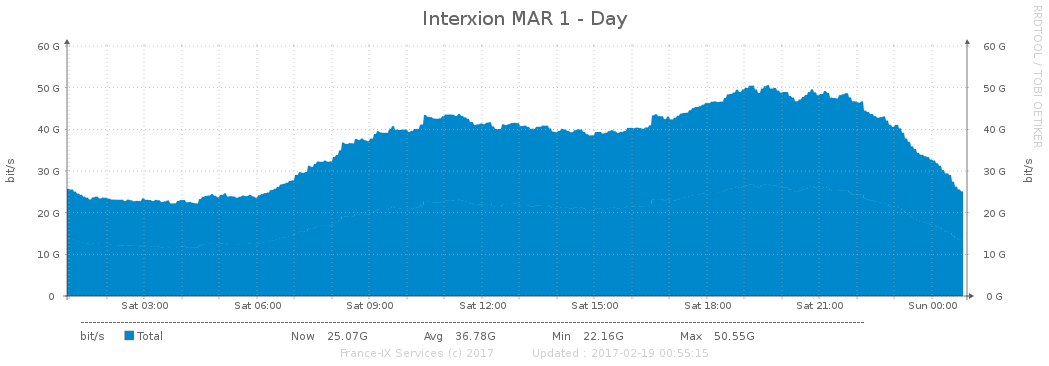 Interxion MAR 1 - Day
RRDTOOL / TOBI OETIKER
60 G 60 G
50 G 50 G
40 G 40 G
30 G 30 G
20 G 20 G
10 G 10 G
0 0 G
bit/s
bit/s
Sat 03:00 Sat 06:00 Sat 09:00 Sat 12:00 Sat 15:00 Sat 18:00 Sat 21:00 Sun 00:00
bit/s Total Now 25.07G Avg 36.78G Min 22.16G Max 50.55G
France-IX Services (c) 2017 Updated : 2017-02-19 00:55:15